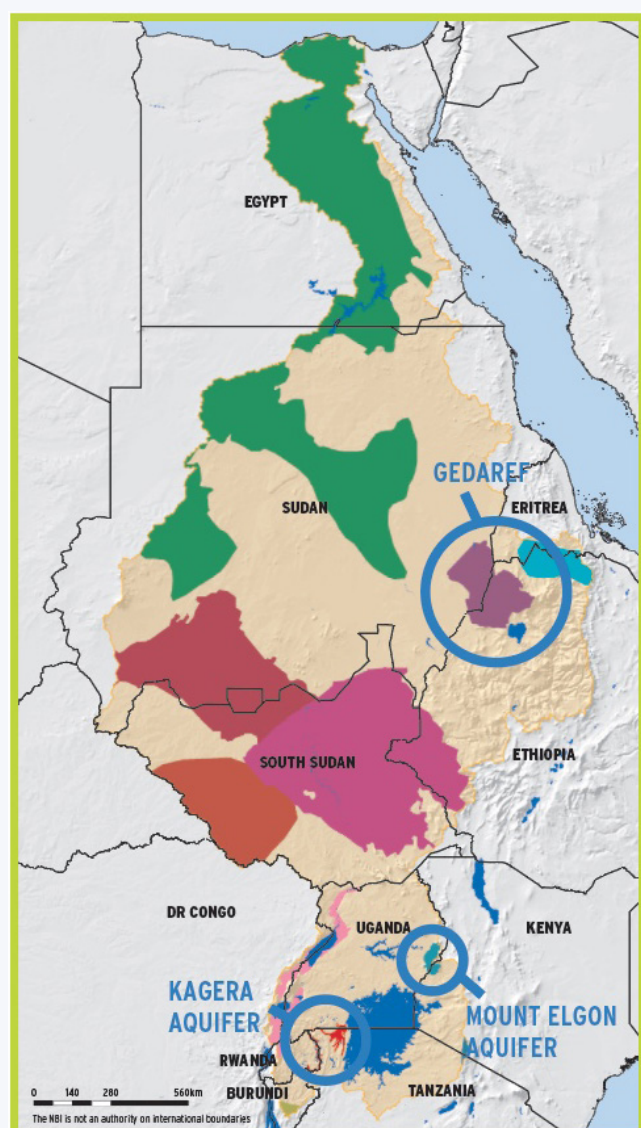 EGYPT
GEDAREF
SUDAN
ERITREA
SOUTH SUDAN
ETHIOPIA
DR CONGO
UGANDA
KENYA
KAGERA
AQUIFER
MOUNT ELGON
AQUIFER
RWANDA
BURUNDI
TANZANIA
0 140 280 560km
The NBI is not an authority on international boundaries